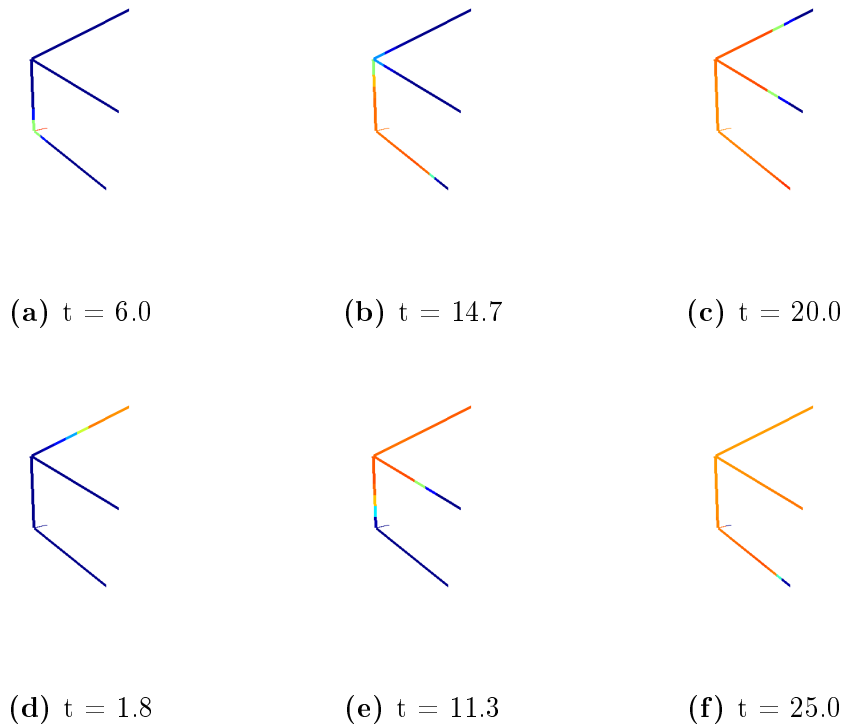 (a) t = 6.0
(b) t = 14.7
(c) t = 20.0
(d) t = 1.8
(e) t = 11.3
(f) t = 25.0